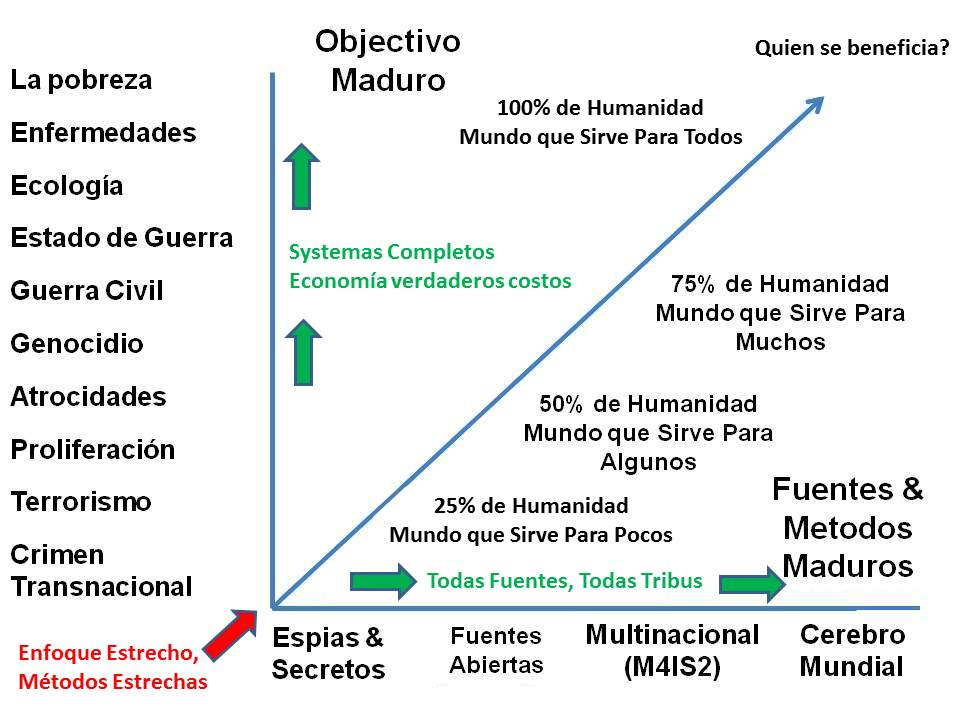 Objectivo
Maduro
Quien se beneficia?
La pobreza
Enfermedades
Ecología
Estado de Guerra
Guerra Civil
Genocidio
Atrocidades
Proliferación
Terrorismo
Crimen
Transnacional
100% de Humanidad
Mundo que Sirve Para Todos
Systemas Completos
Economía verdaderos costos
75% de Humanidad
Mundo que Sirve Para
Muchos
50% de Humanidad
Mundo que Sirve Para
Algunos
25% de Humanidad
Mundo que Sirve Para Pocos
Fuentes &
Metodos
Maduros
Todas Fuentes, Todas Tribus
Enfoque Estrecho,
Métodos Estrechas
Espias &
Secretos
Fuentes
Abiertas
Multinacional
(M4IS2)
Cerebro
Mundial